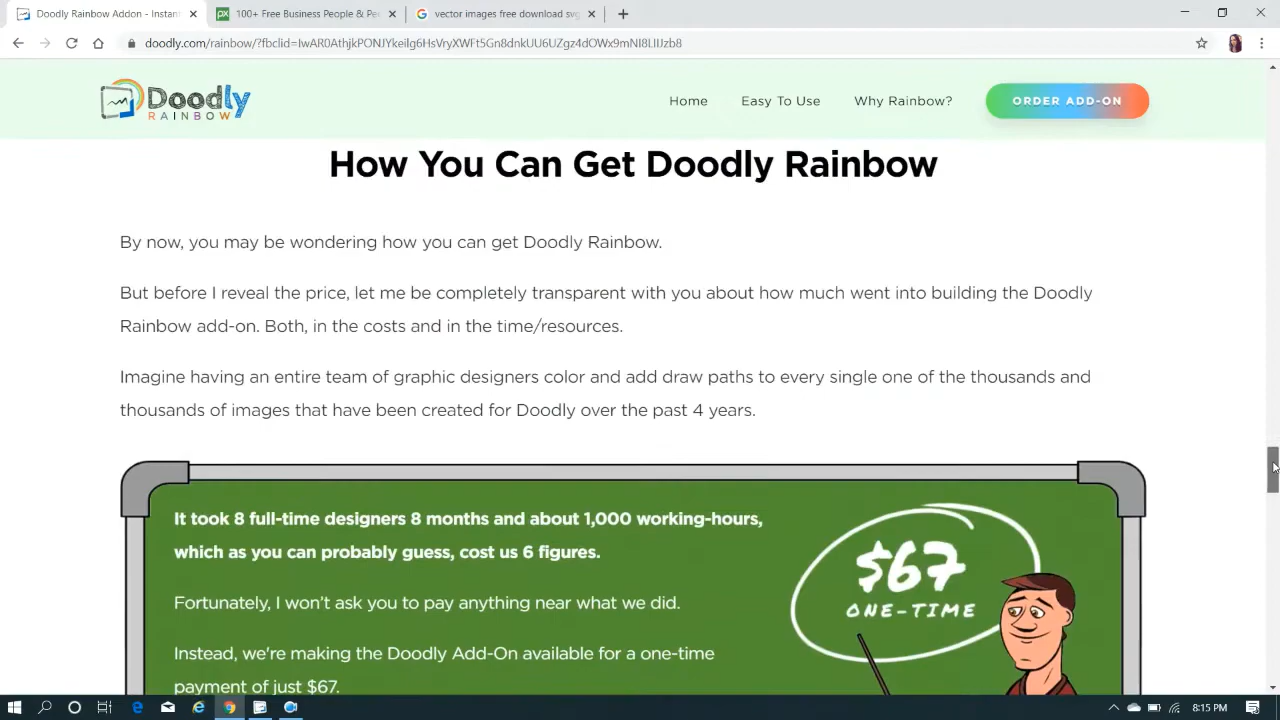 Doodly Rainbow Addon - Instant
100+ Free Business People & Pe
vector images free download svg
doodly.com/rainbow/?fbclid=IwAR0AthjkPONJYkeiIg6HsVryXWFt5Gn8dnkUU6UZgz4dOWx9mNI8LIIJzb8
Doodly
RAINBOW
Home
Easy To Use
Why Rainbow?
ORDER ADD-ON
How You Can Get Doodly Rainbow
By now, you may be wondering how you can get Doodly Rainbow.
But before I reveal the price, let me be completely transparent with you about how much went into building the Doodly
Rainbow add-on. Both, in the costs and in the time/resources.
Imagine having an entire team of graphic designers color and add draw paths to every single one of the thousands and
thousands of images that have been created for Doodly over the past 4 years.
It took 8 full-time designers 8 months and about 1,000 working-hours,
which as you can probably guess, cost us 6 figures.
Fortunately, I won't ask you to pay anything near what we did.
Instead, we're making the Doodly Add-On available for a one-time
payment of just $67.
$67
ONE-TIME
8:15 PM